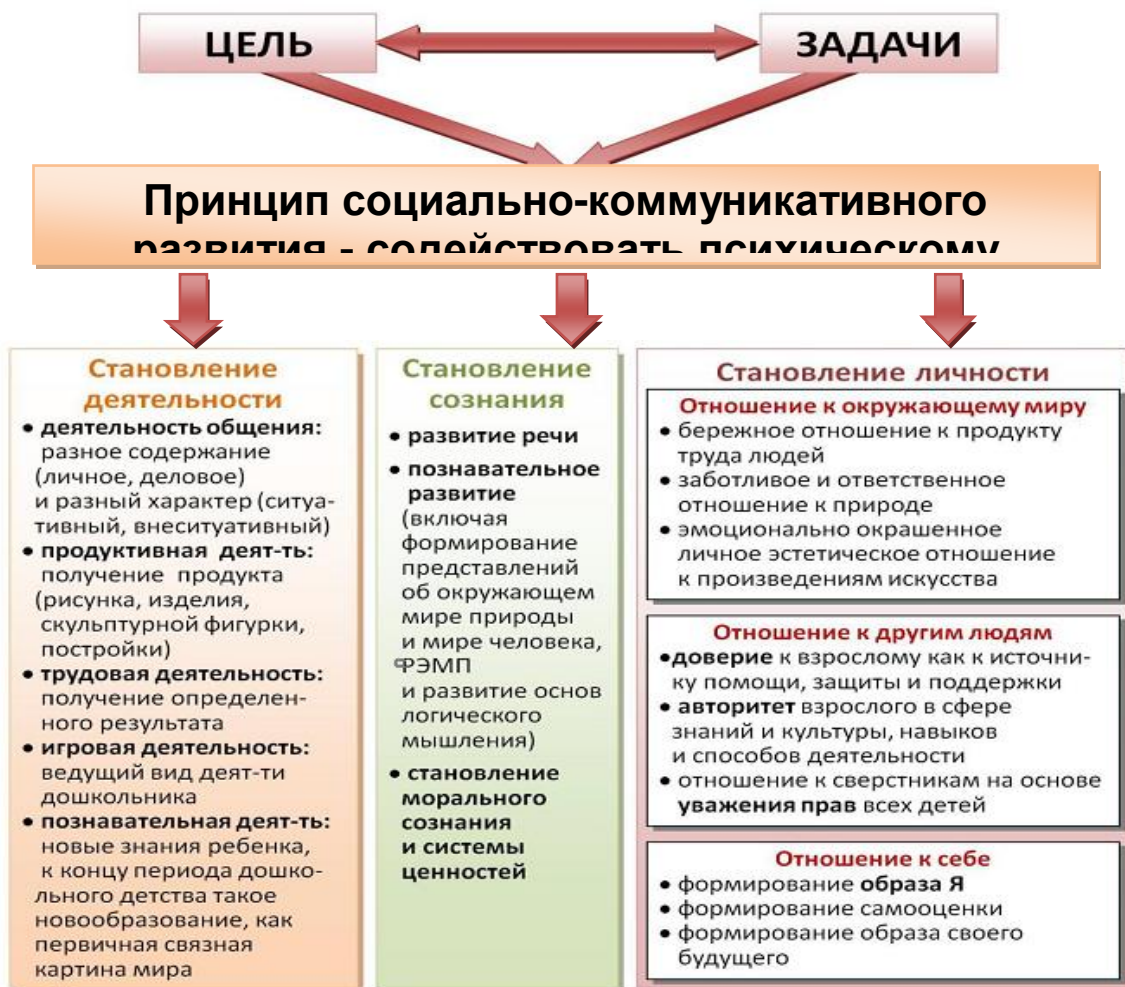 ЦЕЛЬ
ЗАДАЧИ
Принцип социально-коммуникативного
развития - содействовать психическому
Становление
деятельности
• деятельность общения:
разное содержание
(личное, деловое)
и разный характер (ситуа-
тивный, внеситуативный)
• продуктивная деят-ть:
получение продукта
(рисунка, изделия,
скульптурной фигурки,
постройки)
• трудовая деятельность:
получение определен-
ного результата
• игровая деятельность:
ведущий вид деят-ти
дошкольника
• познавательная деят-ть:
новые знания ребенка,
к концу периода дошко-
льного детства такое
новообразование, как
первичная связная
картина мира
Становление
сознания
• развитие речи
• познавательное
развитие
(включая
формирование
представлений
об окружающем
мире природы
и мире человека,
ФРЭМП
и развитие основ
логического
мышления)
• становление
морального
сознания
и системы
ценностей
Становление личности
Отношение к окружающему миру
• бережное отношение к продукту
труда людей
• заботливое и ответственное
отношение к природе
• эмоционально окрашенное
личное эстетическое отношение
к произведениям искусства
Отношение к другим людям
•доверие к взрослому как к источни-
ку помощи, защиты и поддержки
• авторитет взрослого в сфере
знаний и культуры, навыков
и способов деятельности
• отношение к сверстникам на основе
уважения прав всех детей
Отношение к себе
• формирование образа Я
• формирование самооценки
• формирование образа своего
будущего